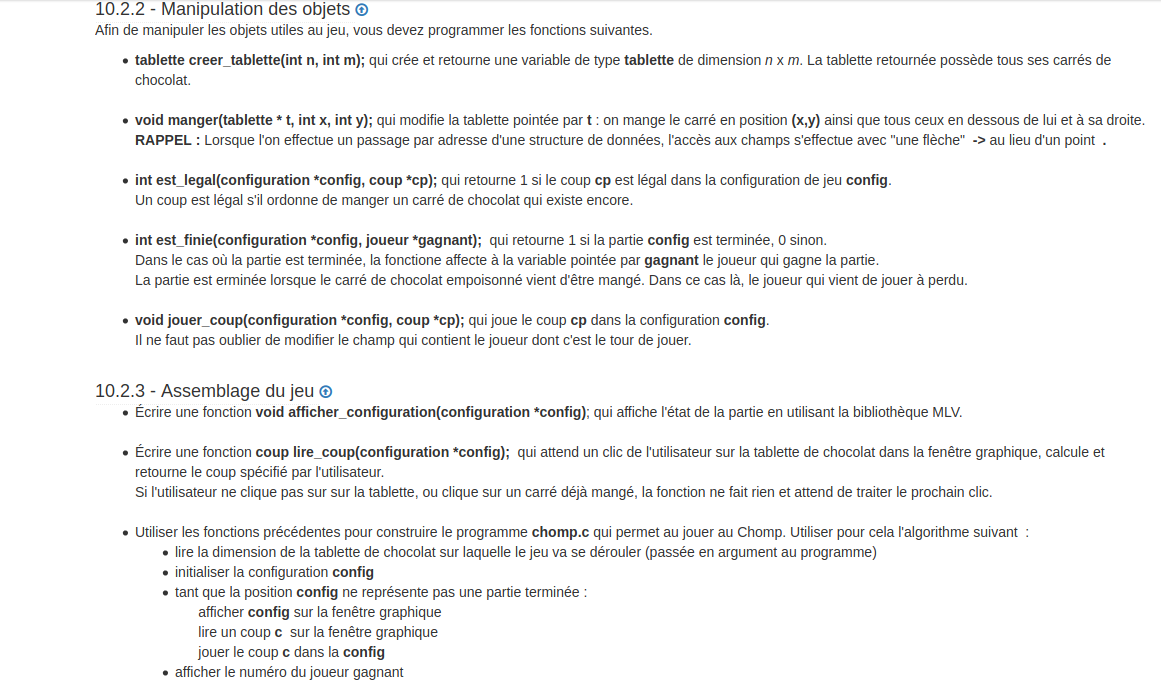 10.2.2 - Manipulation des objets
Afin de manipuler les objets utiles au jeu, vous devez programmer les fonctions suivantes.
• tablette creer_tablette(int n, int m); qui crée et retourne une variable de type tablette de dimension n x m. La tablette retournée possède tous ses carrés de
chocolat.
• void manger(tablette * t, int x, int y); qui modifie la tablette pointée par t : on mange le carré en position (x,y) ainsi que tous ceux en dessous de lui et à sa droite.
RAPPEL : Lorsque l'on effectue un passage par adresse d'une structure de données, l'accès aux champs s'effectue avec "une flèche" -> au lieu d'un point .
• int est_legal(configuration *config, coup *cp); qui retourne 1 si le coup cp est légal dans la configuration de jeu config.
Un coup est légal s'il ordonne de manger un carré de chocolat qui existe encore.
• int est_finie(configuration *config, joueur *gagnant); qui retourne 1 si la partie config est terminée, 0 sinon.
Dans le cas où la partie est terminée, la fonctione affecte à la variable pointée par gagnant le joueur qui gagne la partie.
La partie est erminée lorsque le carré de chocolat empoisonné vient d'être mangé. Dans ce cas là, le joueur qui vient de jouer à perdu.
• void jouer_coup(configuration *config, coup *cp); qui joue le coup cp dans la configuration config.
Il ne faut pas oublier de modifier le champ qui contient le joueur dont c'est le tour de jouer.
10.2.3 - Assemblage du jeu
• Écrire une fonction void afficher_configuration(configuration *config); qui affiche l'état de la partie en utilisant la bibliothèque MLV.
• Écrire une fonction coup lire_coup(configuration *config); qui attend un clic de l'utilisateur sur la tablette de chocolat dans la fenêtre graphique, calcule et
retourne le coup spécifié par l'utilisateur.
Si l'utilisateur ne clique pas sur sur la tablette, ou clique sur un carré déjà mangé, la fonction ne fait rien et attend de traiter le prochain clic.
• Utiliser les fonctions précédentes pour construire le programme chomp.c qui permet au jouer au Chomp. Utiliser pour cela l'algorithme suivant :
• lire la dimension de la tablette de chocolat sur laquelle le jeu va se dérouler (passée en argument au programme)
• initialiser la configuration config
• tant que la position config ne représente pas une partie terminée :
afficher config sur la fenêtre graphique
lire un coup c sur la fenêtre graphique
jouer le coup c dans la config
• afficher le numéro du joueur gagnant